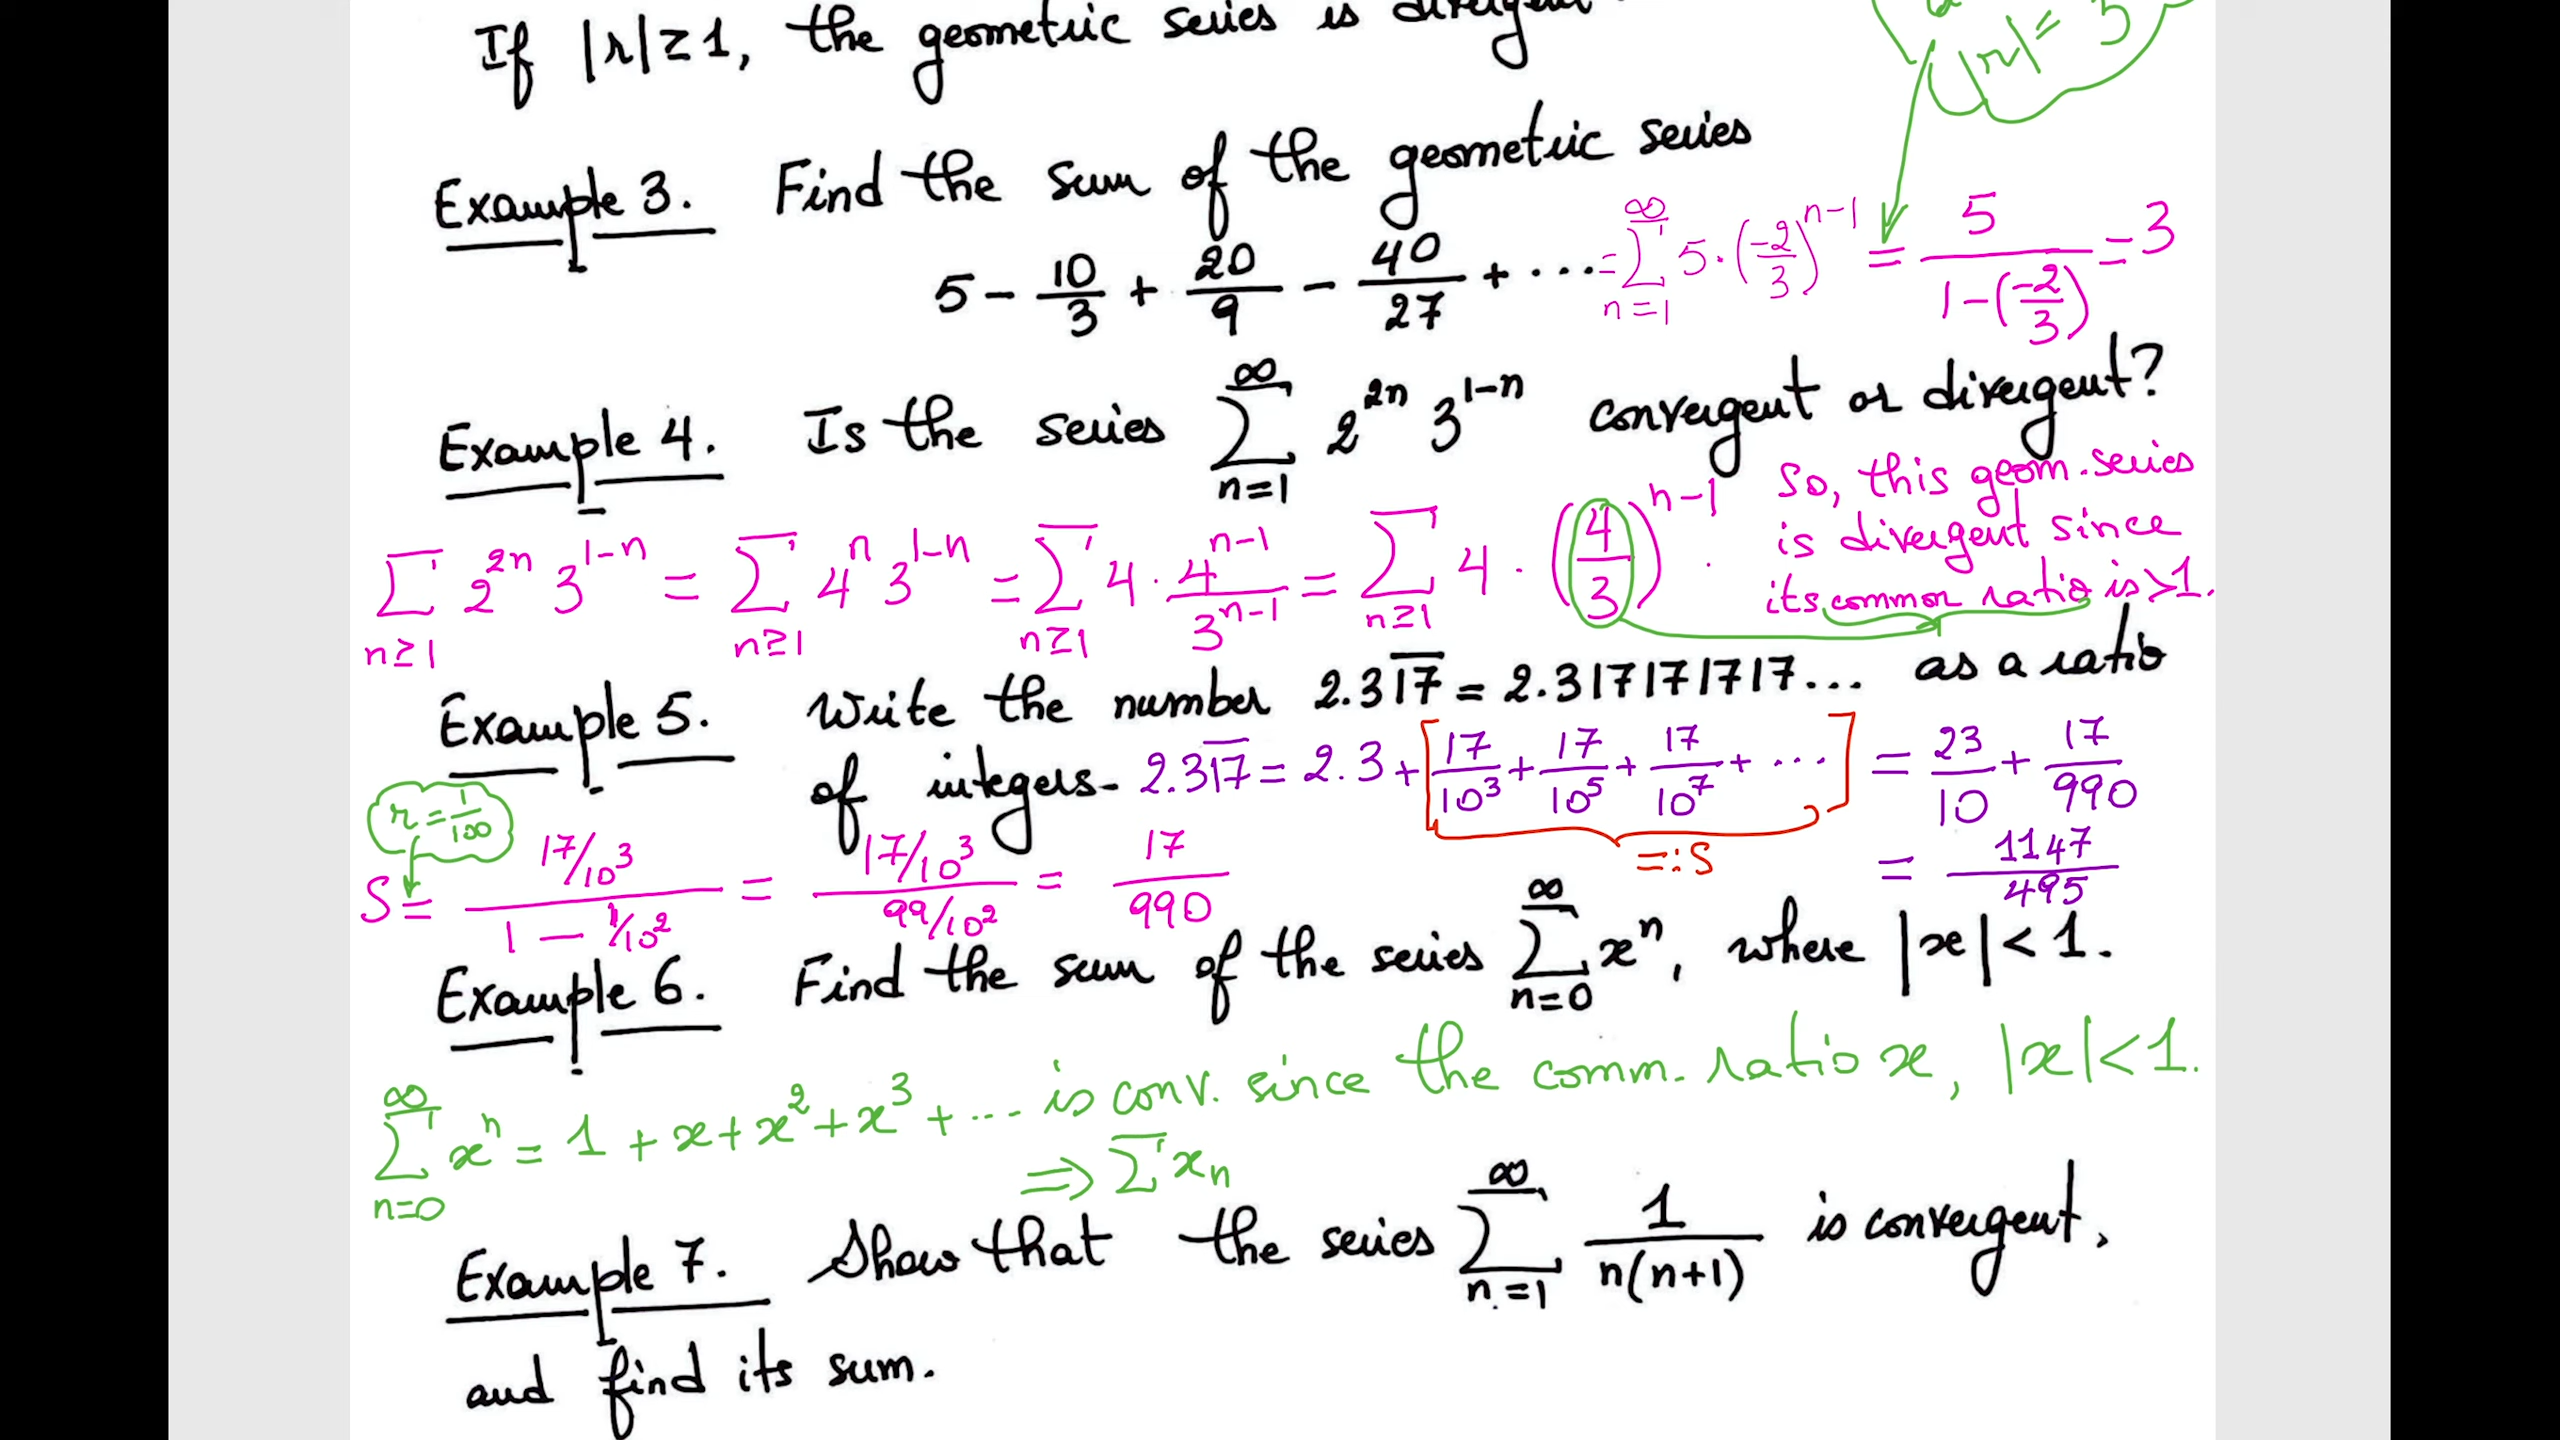 If |r| ≥ 1, the geometric series is divergent
|r| =
Example 3. Find the sum of the geometric series
5 - 10/3 + 20/9 - 40/27 + ... = ∑_{n=1}^{∞} 5·(-2/3)^{n-1} = 5/(1-(-2/3)) = 3
Example 4. Is the series ∑_{n=1}^{∞} 2^{2n} 3^{1-n} convergent or divergent?
∑_{n≥1} 2^{2n} 3^{1-n} = ∑_{n≥1} 4^n 3^{1-n} = ∑_{n≥1} 4·4^{n-1}/3^{n-1} = ∑_{n≥1} 4·(4/3)^{n-1}.
So, this geom. series
is divergent since
its common ratio is >1.
Example 5. Write the number 2.3\overline{17} = 2.317171717... as a ratio
of integers. 2.3\overline{17} = 2.3 + [17/10^3 + 17/10^5 + 17/10^7 + ...] = 23/10 + 17/990
=: S
= 1147/495
r = 1/100
S = (17/10^3)/(1 - 1/10^2) = (17/10^3)/(99/10^2) = 17/990
Example 6. Find the sum of the series ∑_{n=0}^{∞} x^n, where |x| < 1.
∑_{n=0}^{∞} x^n = 1 + x + x^2 + x^3 + ... is conv. since the comm. ratio x, |x| < 1.
⇒ ∑ x_n
Example 7. Show that the series ∑_{n=1}^{∞} 1/(n(n+1)) is convergent,
and find its sum.